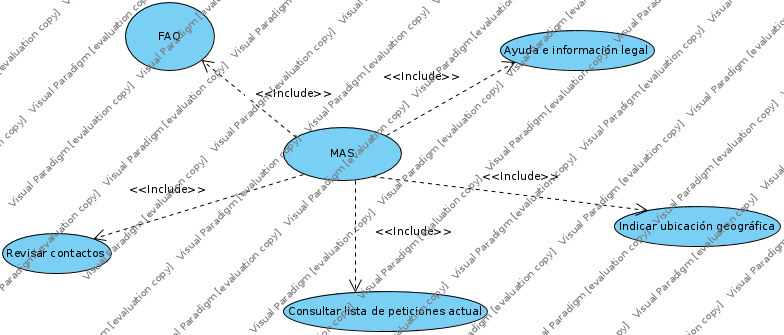 FAQ
Ayuda e información legal
<<Include>>
<<Include>>
MAS
<<Include>>
<<Include>>
Indicar ubicación geográfica
<<Include>>
Revisar contactos
Consultar lista de peticiones actual
Visual Paradigm [evaluation copy]